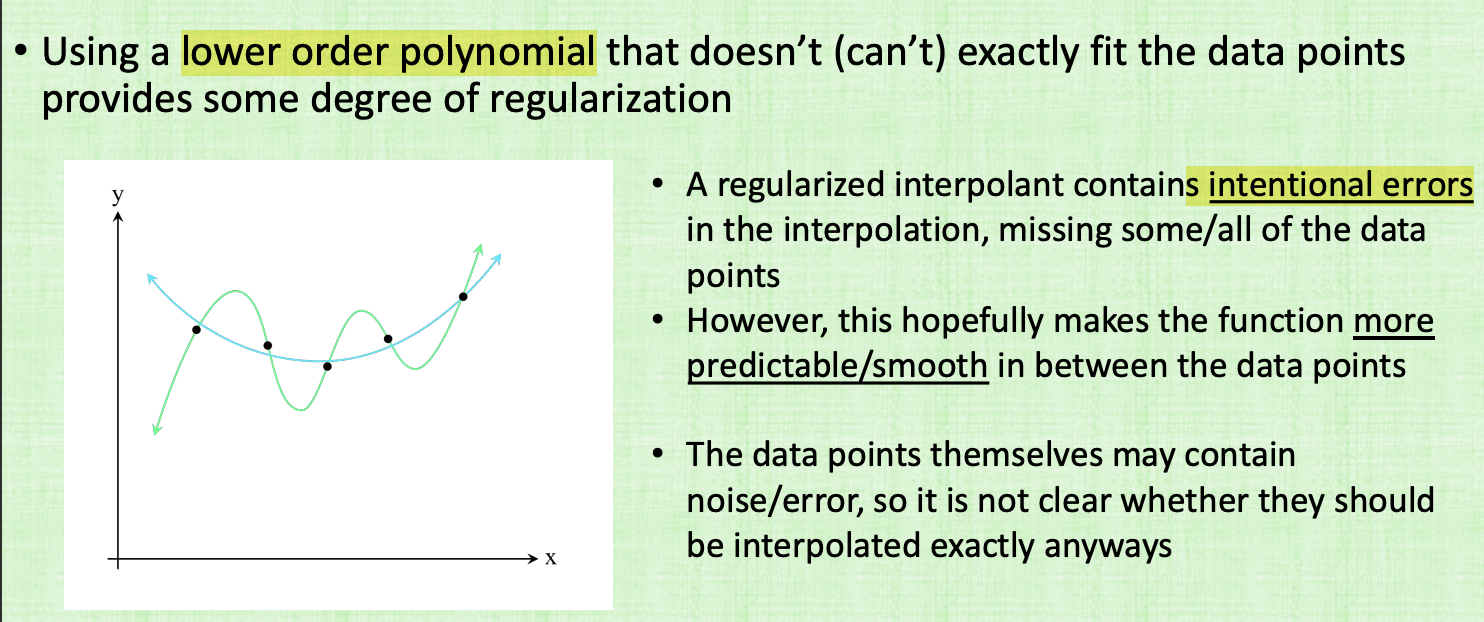 • Using a lower order polynomial that doesn’t (can’t) exactly fit the data points
provides some degree of regularization
y
x
• A regularized interpolant contains intentional errors
in the interpolation, missing some/all of the data
points
• However, this hopefully makes the function more
predictable/smooth in between the data points
• The data points themselves may contain
noise/error, so it is not clear whether they should
be interpolated exactly anyways